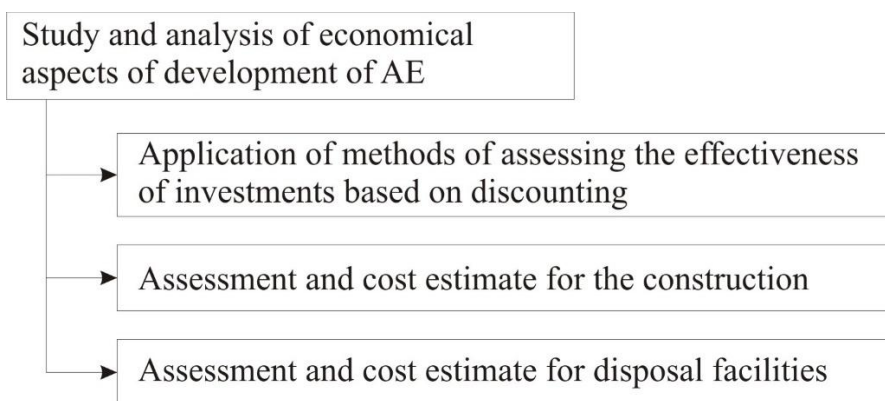 Study and analysis of economical
aspects of development of AE
Application of methods of assessing the effectiveness
of investments based on discounting
Assessment and cost estimate for the construction
Assessment and cost estimate for disposal facilities